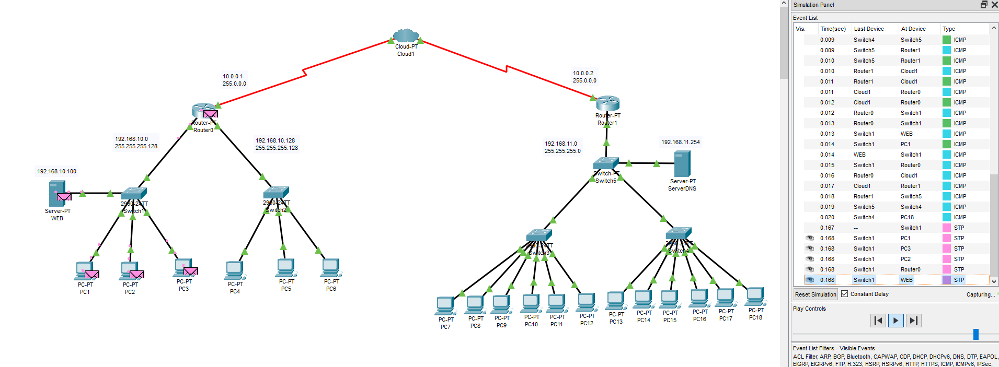 Cloud-PT
Cloud1
10.0.0.1
255.0.0.0
10.0.0.2
255.0.0.0
Router-PT
Router0
Router-PT
Router1
192.168.10.0
255.255.255.128
192.168.10.128
255.255.255.128
192.168.11.0
255.255.255.0
192.168.11.254
192.168.10.100
Server-PT
WEB
2960-24TT
Switch1
2960-24TT
Switch2
Switch-PT
Switch5
Server-PT
ServerDNS
2960-24TT
Switch3
2960-24TT
Switch4
PC-PT
PC1
PC-PT
PC2
PC-PT
PC3
PC-PT
PC4
PC-PT
PC5
PC-PT
PC6
PC-PT
PC7
PC-PT
PC8
PC-PT
PC9
PC-PT
PC10
PC-PT
PC11
PC-PT
PC12
PC-PT
PC13
PC-PT
PC14
PC-PT
PC15
PC-PT
PC16
PC-PT
PC17
PC-PT
PC18
Simulation Panel
Event List
Vis. Time(sec) Last Device At Device Type
0.009 Switch4 Switch5 ICMP
0.009 Switch5 Router1 ICMP
0.010 Switch5 Router1 ICMP
0.010 Router1 Cloud1 ICMP
0.011 Router1 Cloud1 ICMP
0.011 Cloud1 Router0 ICMP
0.012 Cloud1 Router0 ICMP
0.012 Router0 Switch1 ICMP
0.013 Router0 Switch1 ICMP
0.013 Switch1 WEB ICMP
0.014 Switch1 PC1 ICMP
0.014 WEB Switch1 ICMP
0.015 Switch1 Router0 ICMP
0.016 Router0 Cloud1 ICMP
0.017 Cloud1 Router1 ICMP
0.018 Router1 Switch5 ICMP
0.019 Switch5 Switch4 ICMP
0.020 Switch4 PC18 ICMP
0.167 -- Switch1 STP
0.168 Switch1 PC1 STP
0.168 Switch1 PC3 STP
0.168 Switch1 PC2 STP
0.168 Switch1 Router0 STP
0.168 Switch1 WEB STP
Reset Simulation Constant Delay Capturing...
Play Controls
Event List Filters - Visible Events
ACL Filter, ARP, BGP, Bluetooth, CAPWAP, CDP, DHCP, DHCPv6, DNS, DTP, EAPOL,
EIGRP, EIGRPv6, FTP, H.323, HSRP, HSRPv6, HTTP, HTTPS, ICMP, ICMPv6, IPSec,